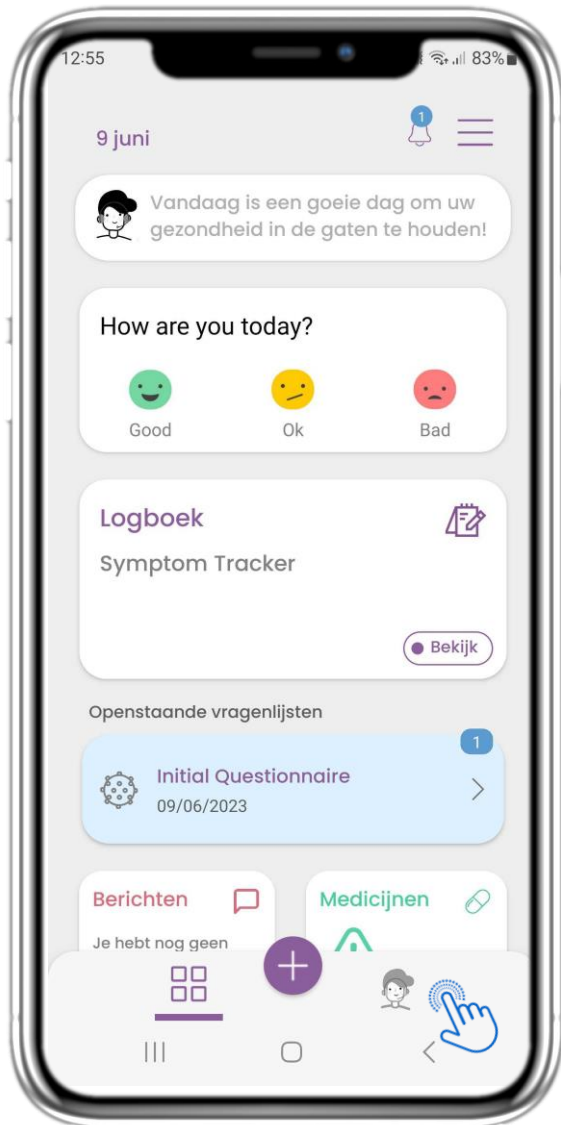 12:55 83%
9 juni 1
Vandaag is een goeie dag om uw
gezondheid in de gaten te houden!
How are you today?
Good Ok Bad
Logboek
Symptom Tracker
Bekijk
Openstaande vragenlijsten
1
Initial Questionnaire
09/06/2023
Berichten Medicijnen
Je hebt nog geen